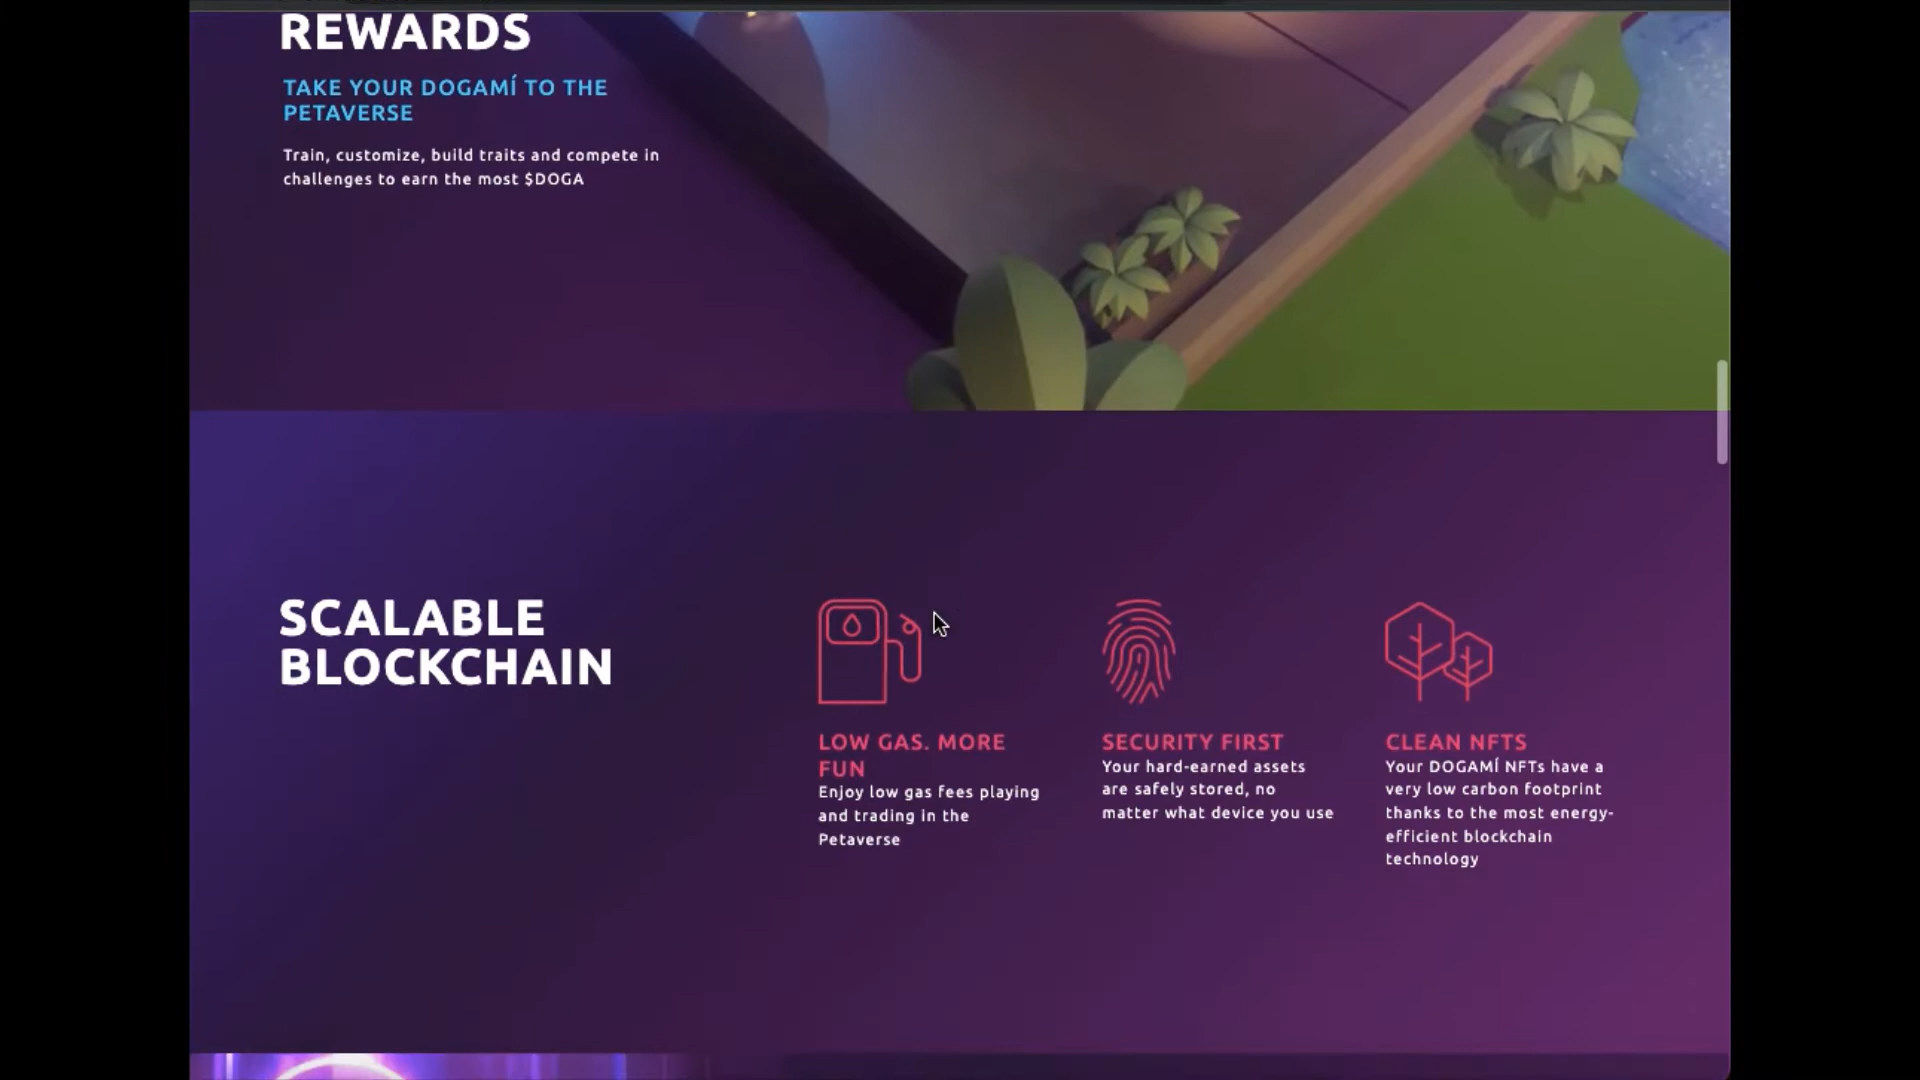 REWARDS
TAKE YOUR DOGAMÍ TO THE
PETAVERSE
Train, customize, build traits and compete in
challenges to earn the most $DOGA
SCALABLE
BLOCKCHAIN
LOW GAS. MORE
FUN
Enjoy low gas fees playing
and trading in the
Petaverse
SECURITY FIRST
Your hard-earned assets
are safely stored, no
matter what device you use
CLEAN NFTS
Your DOGAMÍ NFTs have a
very low carbon footprint
thanks to the most energy-
efficient blockchain
technology